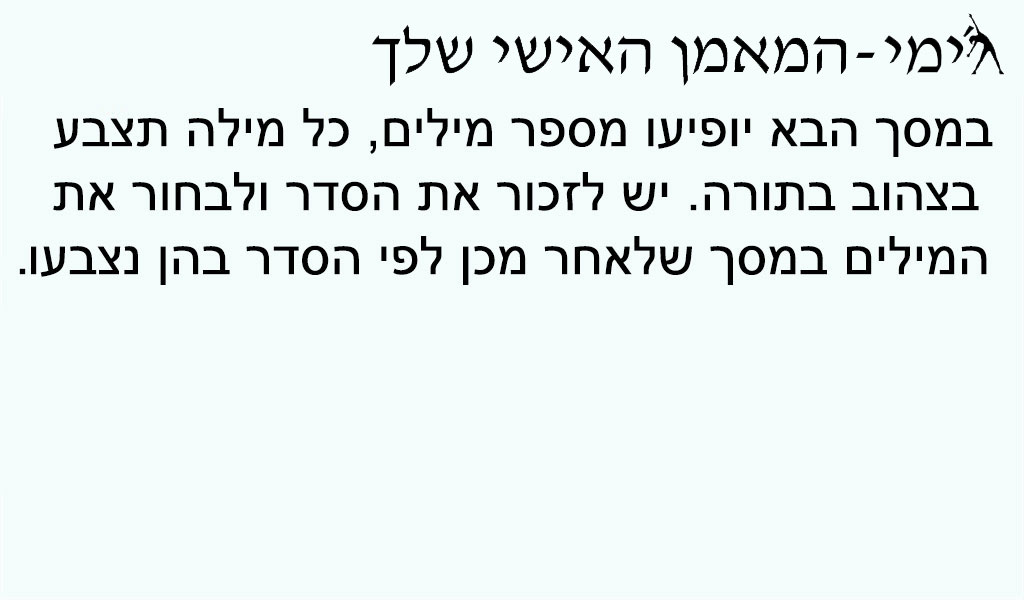 ימי-המאמן האישי שלך
במסך הבא יופיעו מספר מילים, כל מילה תצבע
בצהוב בתורה. יש לזכור את הסדר ולבחור את
המילים במסך שלאחר מכן לפי הסדר בהן נצבעו.